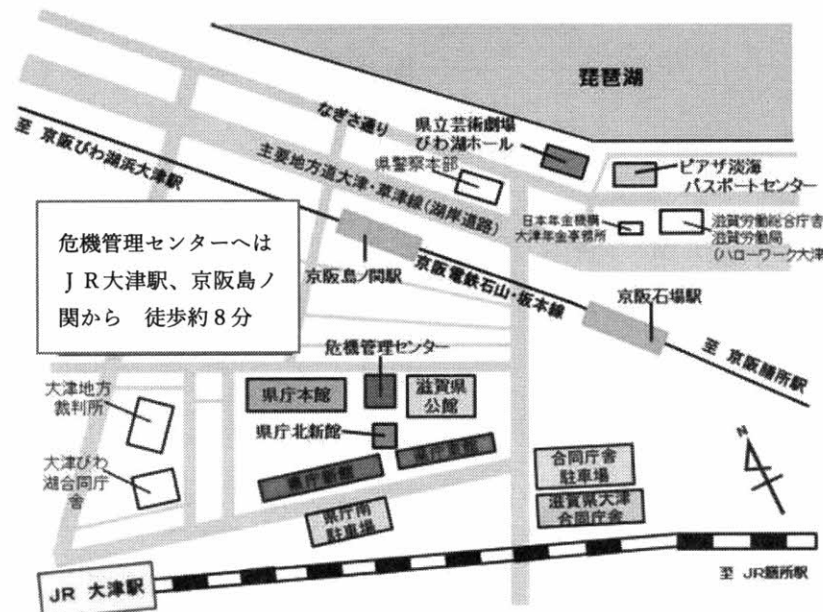 琵琶湖
なぎさ通り
県立芸術劇場
びわ湖ホール
至 京阪びわ湖浜大津駅
主要地方道大津・草津線(湖岸道路)
県警察本部
ピアザ淡海
パスポートセンター
日本年金機構
大津年金事務所
滋賀労働総合庁舎
滋賀労働局
(ハローワーク大津
危機管理センターへは
ＪＲ大津駅、京阪島ノ
関から 徒歩約８分
京阪島ノ関駅
京阪電鉄石山・坂本線
京阪石場駅
至 京阪膳所駅
危機管理センター
大津地方
裁判所
県庁本館
滋賀県
公館
県庁北新館
大津びわ
湖合同庁
舎
県庁新館
県庁東館
合同庁舎
駐車場
県庁南
駐車場
滋賀県大津
合同庁舎
N
JR 大津駅
至 JR膳所駅